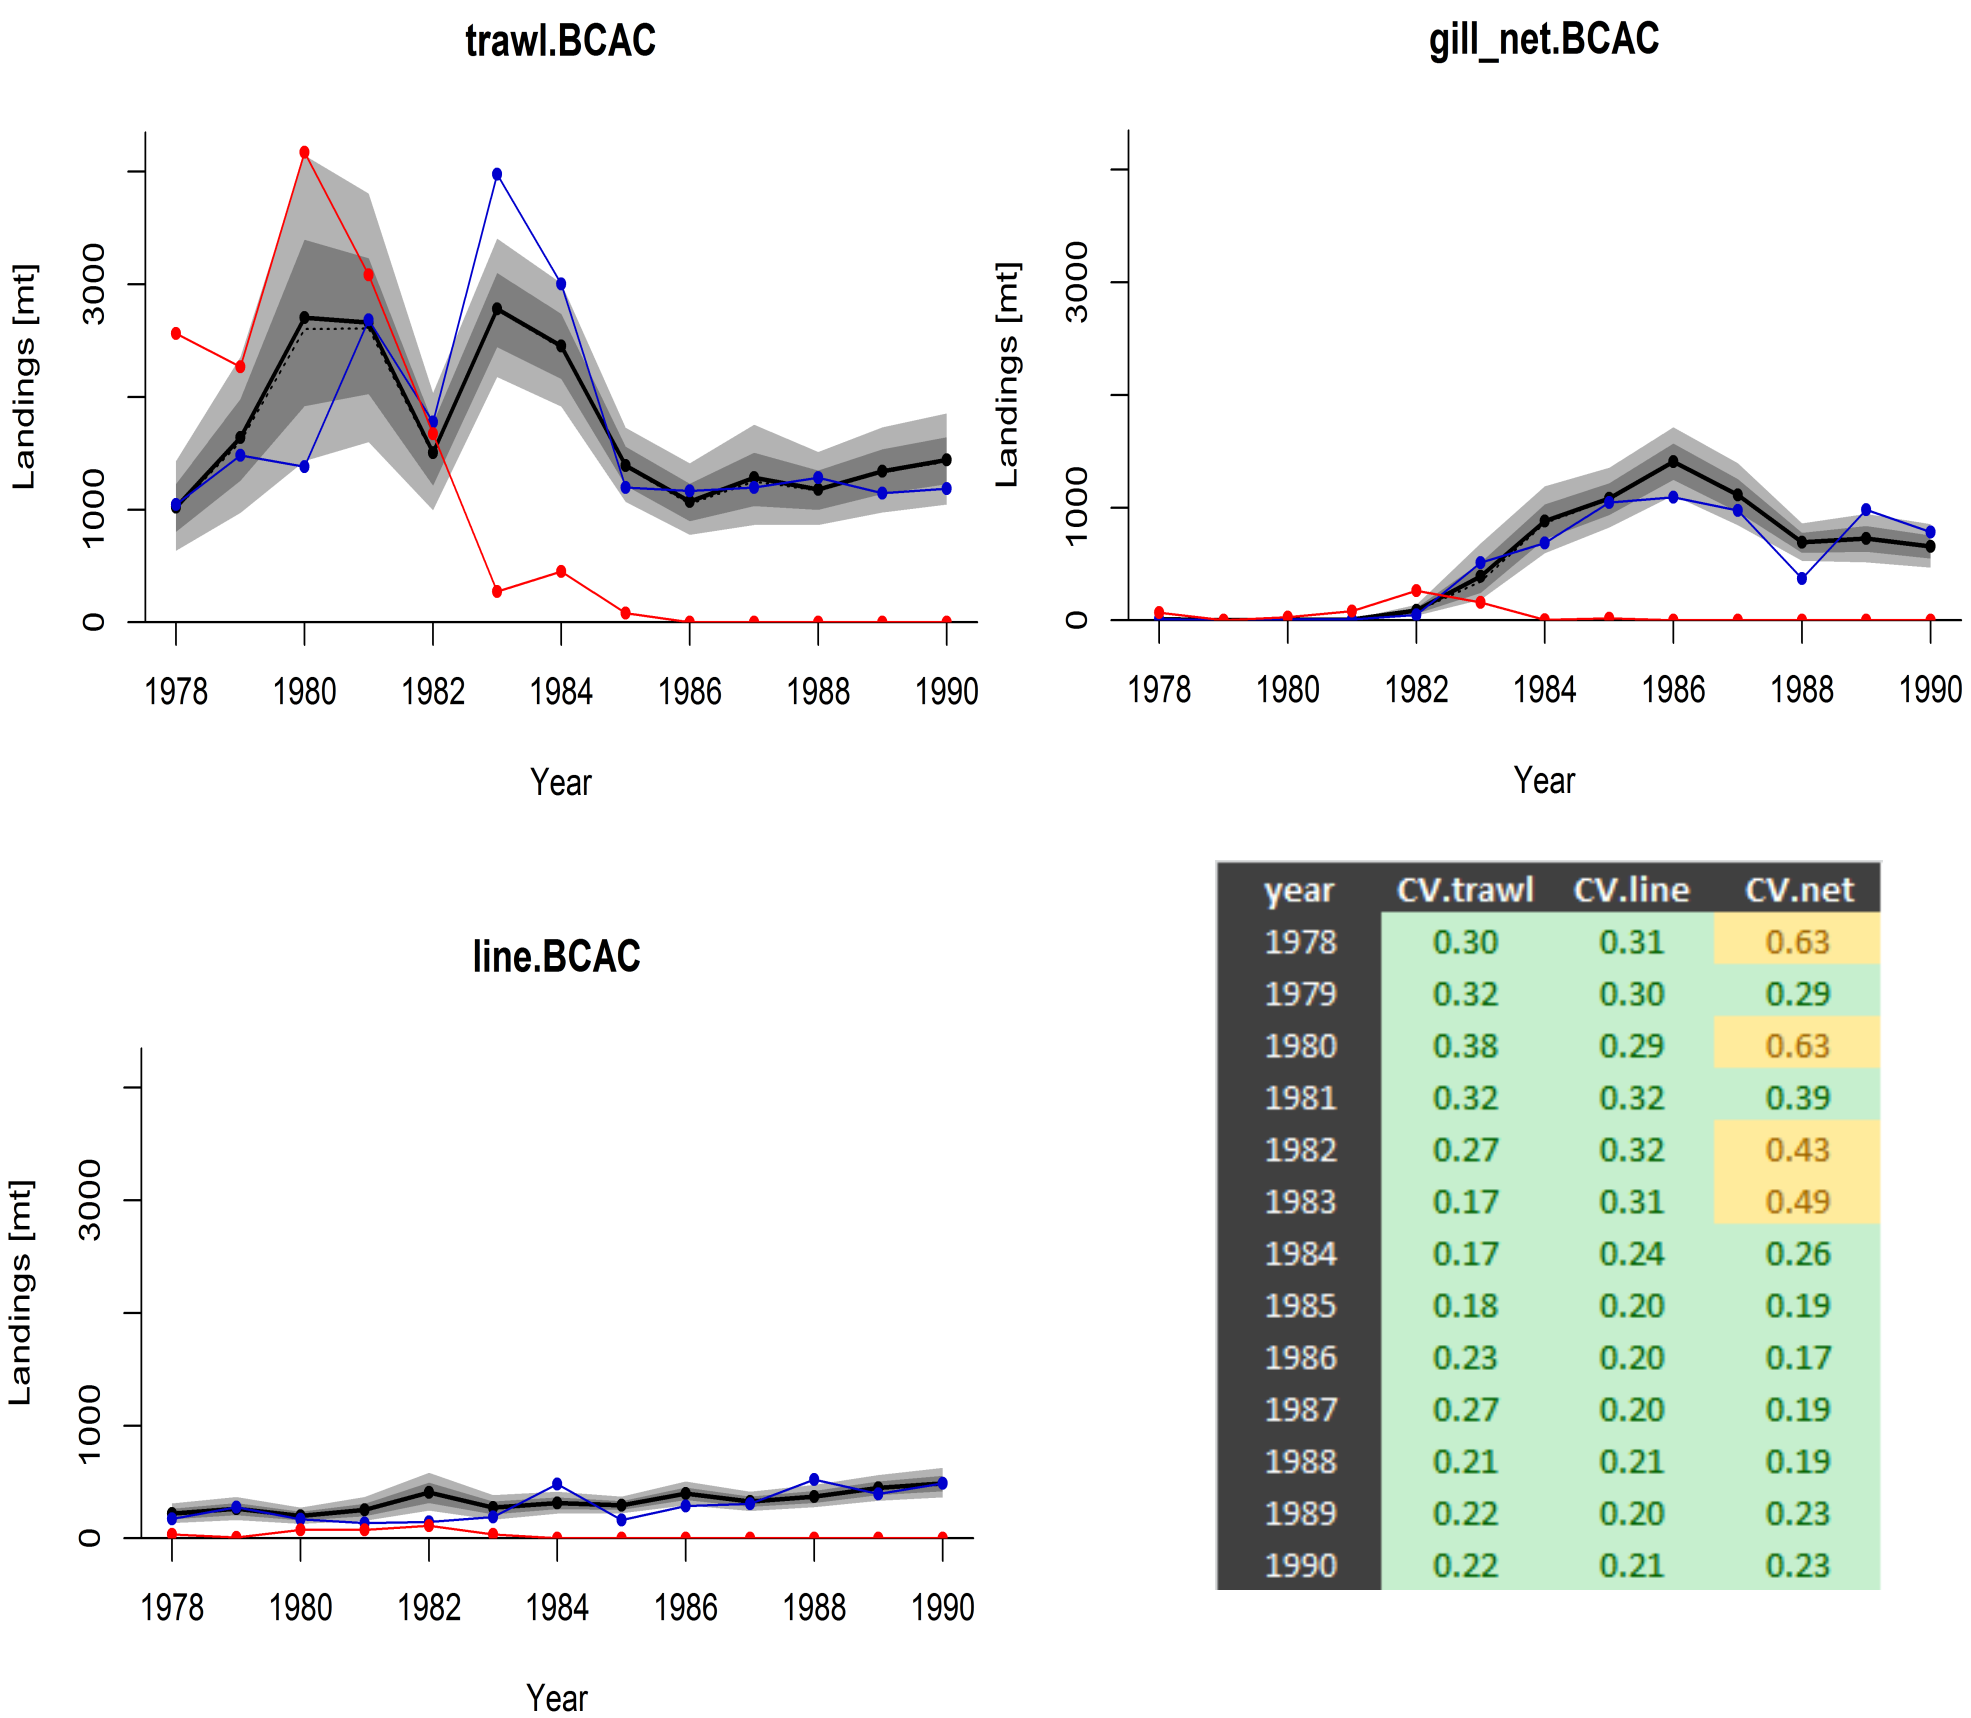 trawl.BCAC
Landings [mt]
3000
1000
0
1978 1980 1982 1984 1986 1988 1990
Year
gill_net.BCAC
Landings [mt]
3000
1000
0
1978 1980 1982 1984 1986 1988 1990
Year
line.BCAC
Landings [mt]
3000
1000
0
1978 1980 1982 1984 1986 1988 1990
Year
year CV.trawl CV.line CV.net
1978 0.30 0.31 0.63
1979 0.32 0.30 0.29
1980 0.38 0.29 0.63
1981 0.32 0.32 0.39
1982 0.27 0.32 0.43
1983 0.17 0.31 0.49
1984 0.17 0.24 0.26
1985 0.18 0.20 0.19
1986 0.23 0.20 0.17
1987 0.27 0.20 0.19
1988 0.21 0.21 0.19
1989 0.22 0.20 0.23
1990 0.22 0.21 0.23